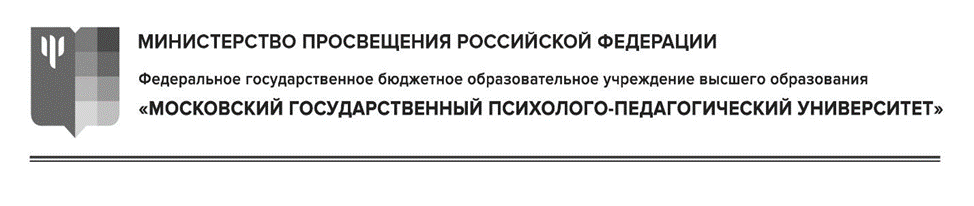 МИНИСТЕРСТВО ПРОСВЕЩЕНИЯ РОССИЙСКОЙ ФЕДЕРАЦИИ
Федеральное государственное бюджетное образовательное учреждение высшего образования
«МОСКОВСКИЙ ГОСУДАРСТВЕННЫЙ ПСИХОЛОГО-ПЕДАГОГИЧЕСКИЙ УНИВЕРСИТЕТ»